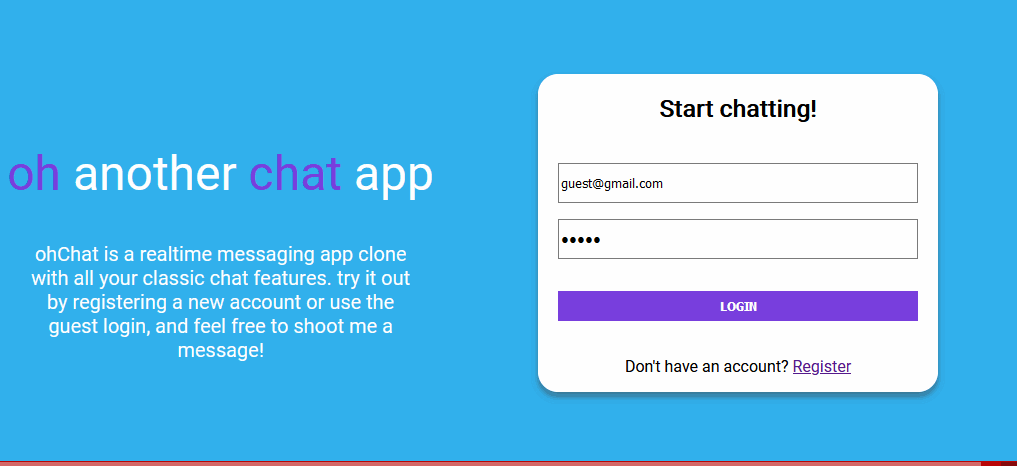 oh another chat app
ohChat is a realtime messaging app clone
with all your classic chat features. try it out
by registering a new account or use the
guest login, and feel free to shoot me a
message!
Start chatting!
guest@gmail.com
•••••
LOGIN
Don't have an account? Register